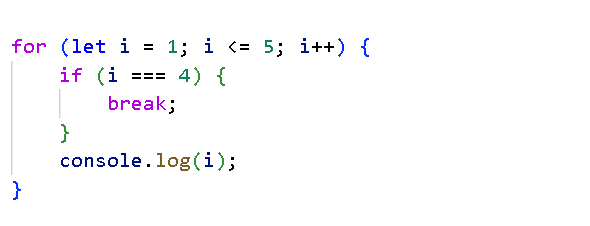 for (let i = 1; i <= 5; i++) {
    if (i === 4) {
        break;
    }
    console.log(i);
}